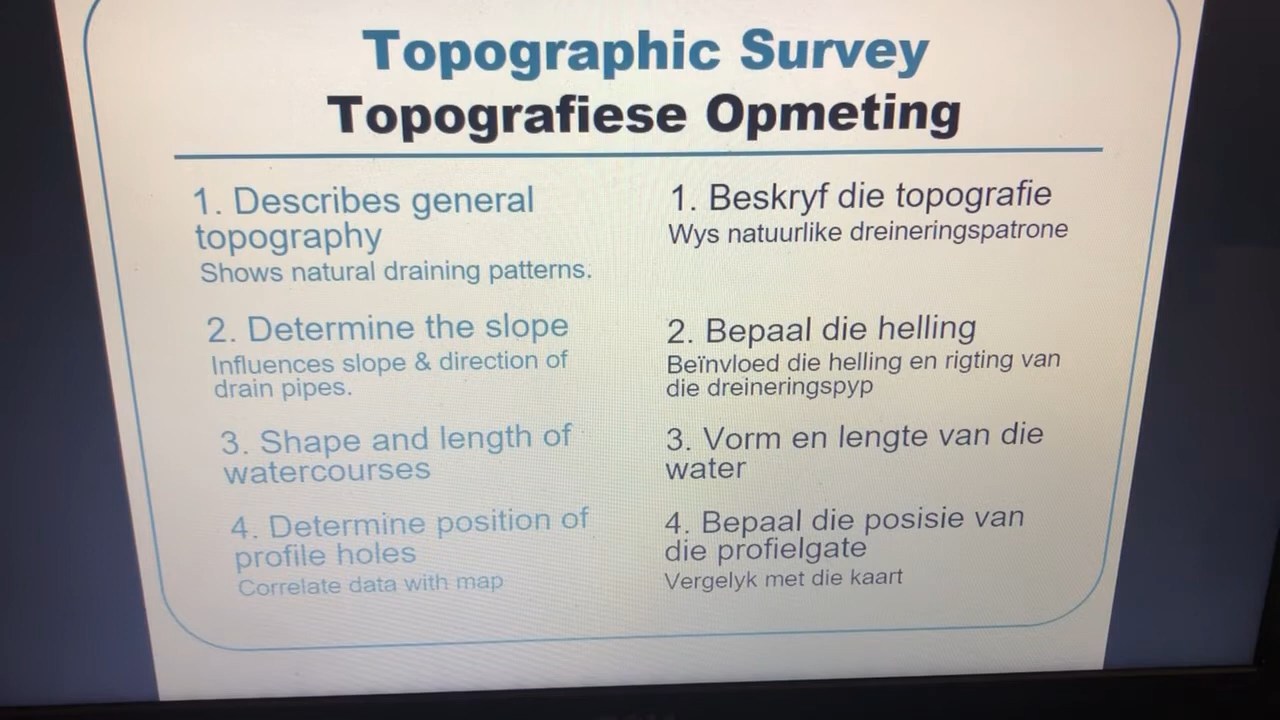 Topographic Survey
Topografiese Opmeting
1. Describes general
topography
Shows natural draining patterns.
2. Determine the slope
Influences slope & direction of
drain pipes.
3. Shape and length of
watercourses
4. Determine position of
profile holes
Correlate data with map
1. Beskryf die topografie
Wys natuurlike dreineringspatrone
2. Bepaal die helling
Beïnvloed die helling en rigting van
die dreineringspyp
3. Vorm en lengte van die
water
4. Bepaal die posisie van
die profielgate
Vergelyk met die kaart